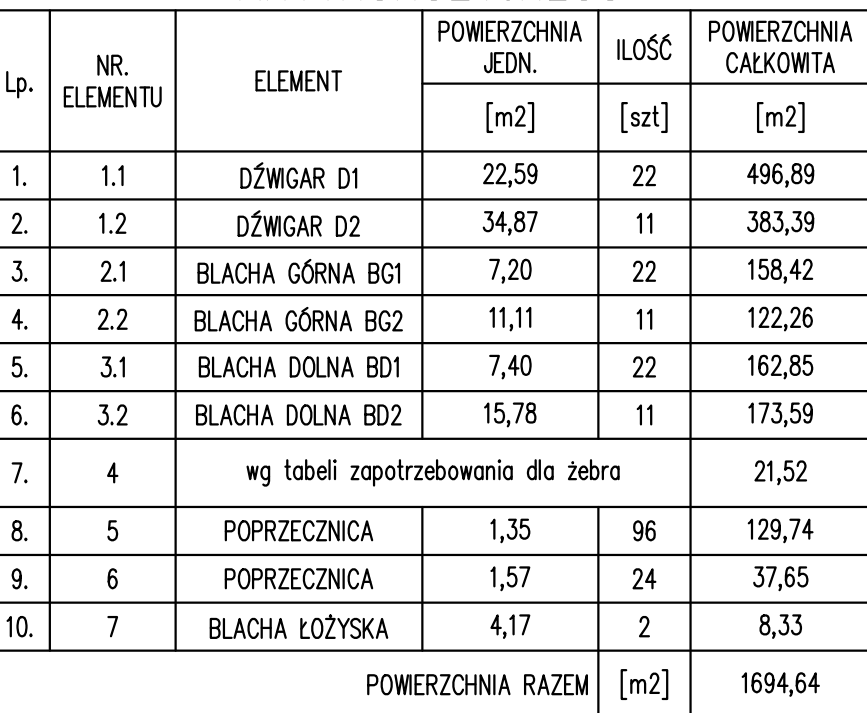 Lp. NR. ELEMENTU ELEMENT POWIERZCHNIA JEDN. ILOŚĆ POWIERZCHNIA CAŁKOWITA
[m2] [szt] [m2]
1. 1.1 DŹWIGAR D1 22,59 22 496,89
2. 1.2 DŹWIGAR D2 34,87 11 383,39
3. 2.1 BLACHA GÓRNA BG1 7,20 22 158,42
4. 2.2 BLACHA GÓRNA BG2 11,11 11 122,26
5. 3.1 BLACHA DOLNA BD1 7,40 22 162,85
6. 3.2 BLACHA DOLNA BD2 15,78 11 173,59
7. 4 wg tabeli zapotrzebowania dla żebra 21,52
8. 5 POPRZECZNICA 1,35 96 129,74
9. 6 POPRZECZNICA 1,57 24 37,65
10. 7 BLACHA ŁOŻYSKA 4,17 2 8,33
POWIERZCHNIA RAZEM [m2] 1694,64